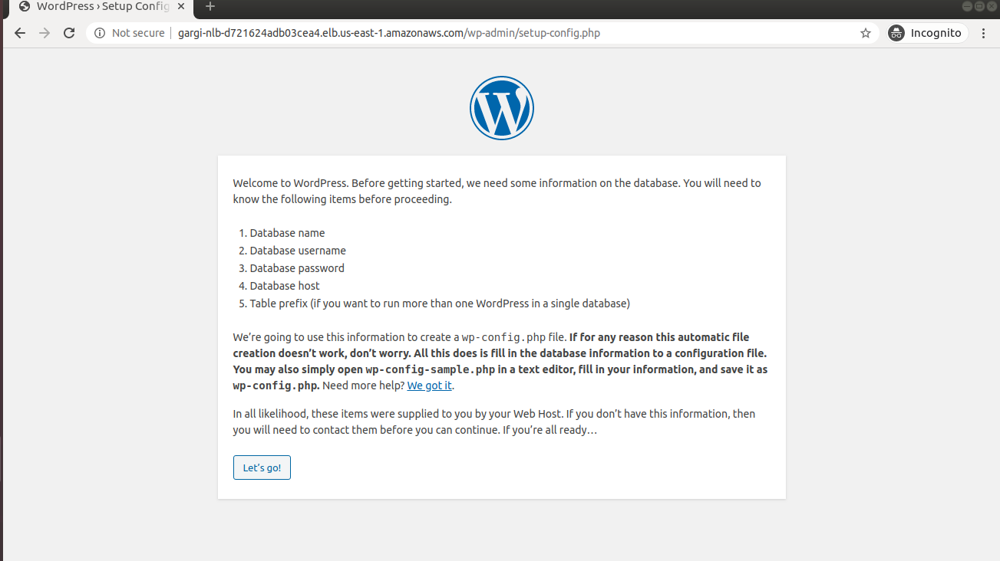 WordPress › Setup Config
Not secure
gargi-nlb-d721624adb03cea4.elb.us-east-1.amazonaws.com/wp-admin/setup-config.php
Incognito
W
Welcome to WordPress. Before getting started, we need some information on the database. You will need to
know the following items before proceeding.
1. Database name
2. Database username
3. Database password
4. Database host
5. Table prefix (if you want to run more than one WordPress in a single database)
We’re going to use this information to create a wp-config.php file. If for any reason this automatic file
creation doesn’t work, don’t worry. All this does is fill in the database information to a configuration file.
You may also simply open wp-config-sample.php in a text editor, fill in your information, and save it as
wp-config.php. Need more help? We got it.
In all likelihood, these items were supplied to you by your Web Host. If you don’t have this information, then
you will need to contact them before you can continue. If you’re all ready…
Let’s go!